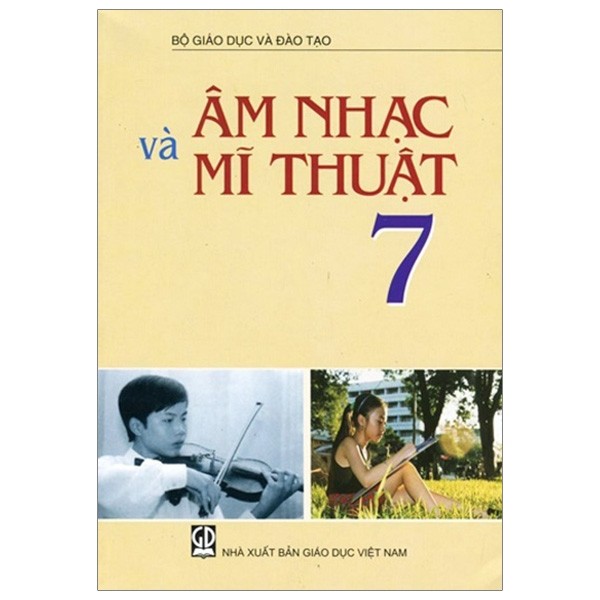 BỘ GIÁO DỤC VÀ ĐÀO TẠO
ÂM NHẠC
và MĨ THUẬT
7
GD
NHÀ XUẤT BẢN GIÁO DỤC VIỆT NAM